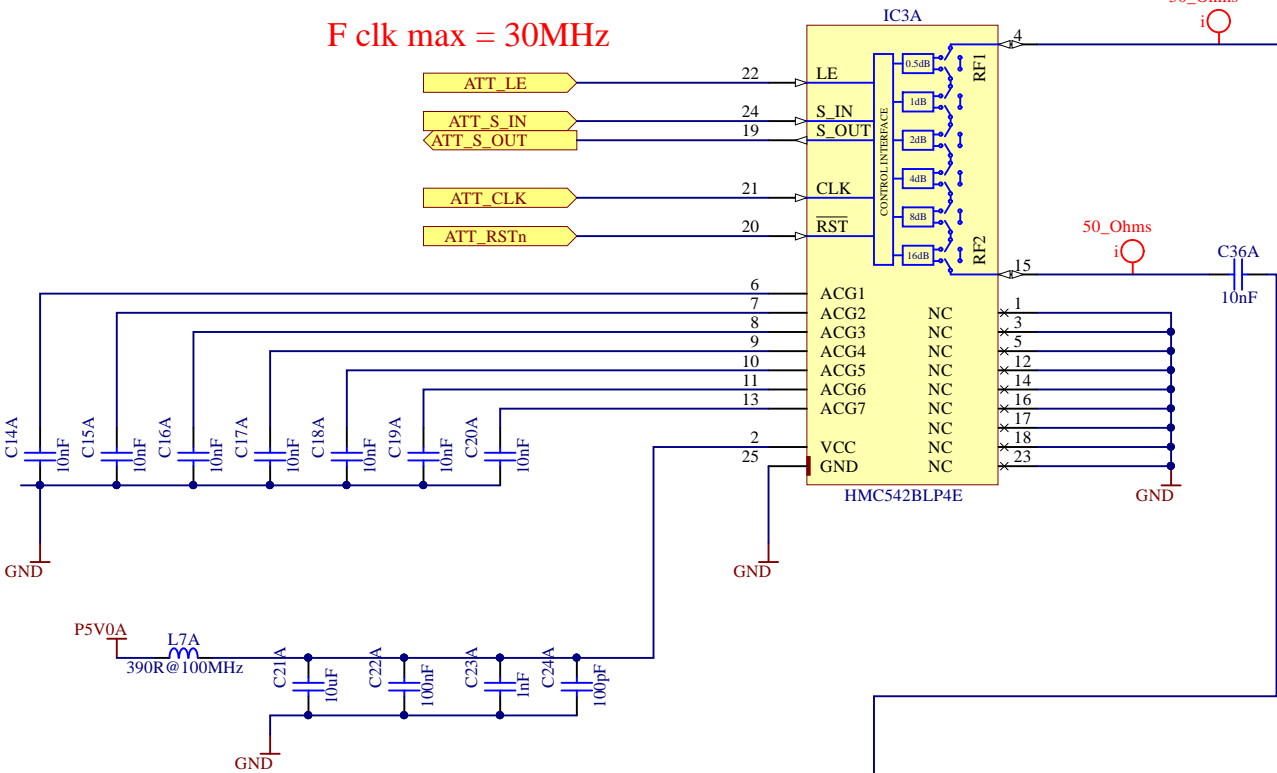 50_Ohms
i
IC3A
F clk max = 30MHz
4
RF1
0.5dB
ATT_LE
22
LE
1dB
ATT_S_IN
24
S_IN
ATT_S_OUT
19
S_OUT
2dB
CONTROL INTERFACE
4dB
ATT_CLK
21
CLK
8dB
ATT_RSTn
20
RST
16dB
RF2
50_Ohms
i
15
C36A
10nF
6
ACG1
7
ACG2
NC
1
8
ACG3
NC
3
9
ACG4
NC
5
10
ACG5
NC
12
11
ACG6
NC
14
13
ACG7
NC
16
NC
17
2
VCC
NC
18
25
GND
NC
23
HMC542BLP4E
GND
C14A
10nF
C15A
10nF
C16A
10nF
C17A
10nF
C18A
10nF
C19A
10nF
C20A
10nF
GND
GND
P5V0A
L7A
390R@100MHz
C21A
10uF
C22A
100nF
C23A
1nF
C24A
100pF
GND